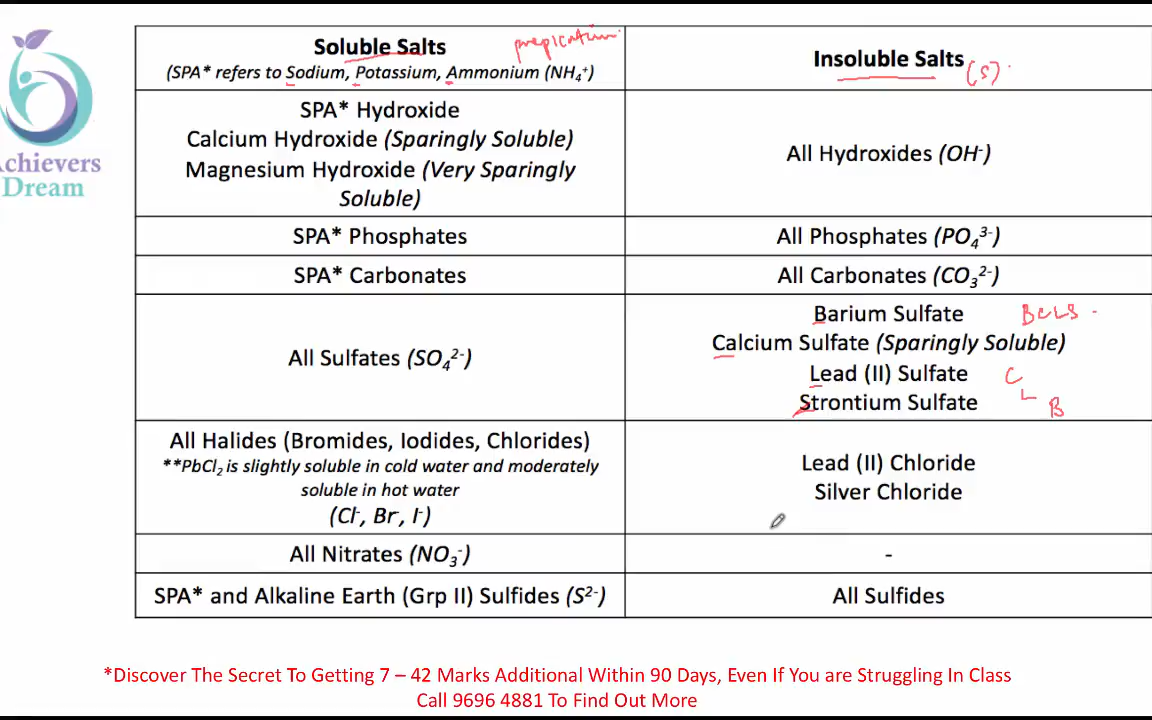 Soluble Salts
(SPA* refers to Sodium, Potassium, Ammonium (NH₄⁺)
Insoluble Salts
(s)
SPA* Hydroxide
Calcium Hydroxide (Sparingly Soluble)
Magnesium Hydroxide (Very Sparingly
Soluble)
All Hydroxides (OH⁻)
chievers
Dream
SPA* Phosphates
All Phosphates (PO₄³⁻)
SPA* Carbonates
All Carbonates (CO₃²⁻)
All Sulfates (SO₄²⁻)
Barium Sulfate
BCLS
Calcium Sulfate (Sparingly Soluble)
Lead (II) Sulfate
C
L
B
Strontium Sulfate
All Halides (Bromides, Iodides, Chlorides)
**PbCl₂ is slightly soluble in cold water and moderately
soluble in hot water
(Cl⁻, Br⁻, I⁻)
Lead (II) Chloride
Silver Chloride
All Nitrates (NO₃⁻)
-
SPA* and Alkaline Earth (Grp II) Sulfides (S²⁻)
All Sulfides
*Discover The Secret To Getting 7 – 42 Marks Additional Within 90 Days, Even If You are Struggling In Class
Call 9696 4881 To Find Out More